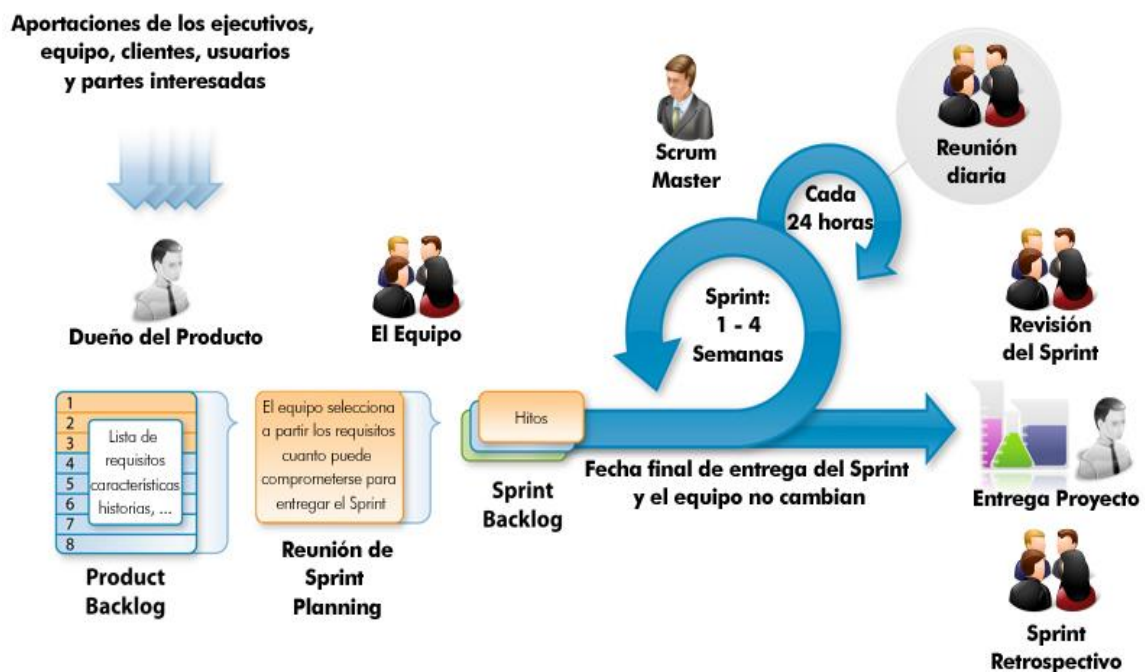 Aportaciones de los ejecutivos,
equipo, clientes, usuarios
y partes interesadas
Dueño del Producto
El Equipo
Scrum
Master
Reunión
diaria
Cada
24 horas
Sprint:
1 - 4
Semanas
Revisión
del Sprint
1
2
3
4
5
6
7
8
Lista de
requisitos
características
historias, ...
Product
Backlog
El equipo selecciona
a partir los requisitos
cuanto puede
comprometerse para
entregar el Sprint
Reunión de
Sprint
Planning
Hitos
Sprint
Backlog
Fecha final de entrega del Sprint
y el equipo no cambian
Entrega Proyecto
Sprint
Retrospectivo